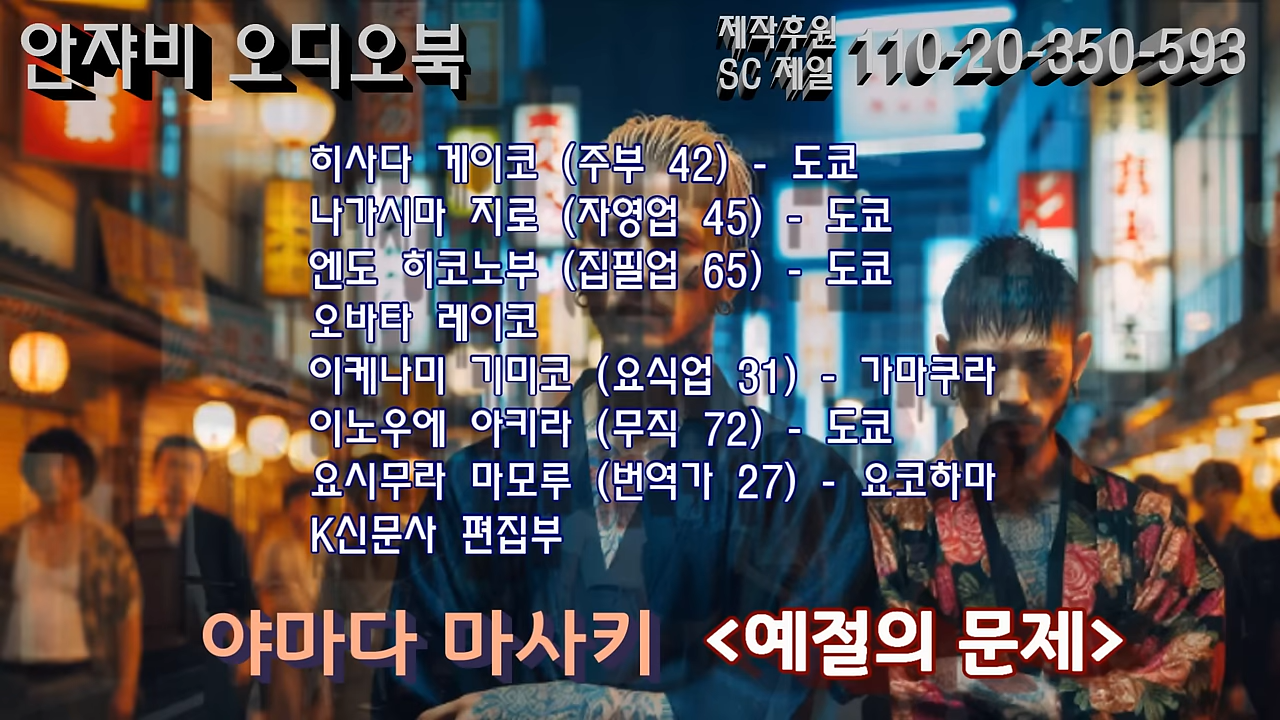 안쟈비 오디오북
제작후원
SC 제일
110-20-350-593
히사다 게이코 (주부 42) - 도쿄
나가시마 지로 (자영업 45) - 도쿄
엔도 히코노부 (집필업 65) - 도쿄
오바타 레이코
이케나미 기미코 (요식업 31) - 가마쿠라
이노우에 아키라 (무직 72) - 도쿄
요시무라 마모루 (번역가 27) - 요코하마
K신문사 편집부
야마다 마사키 <예절의 문제>